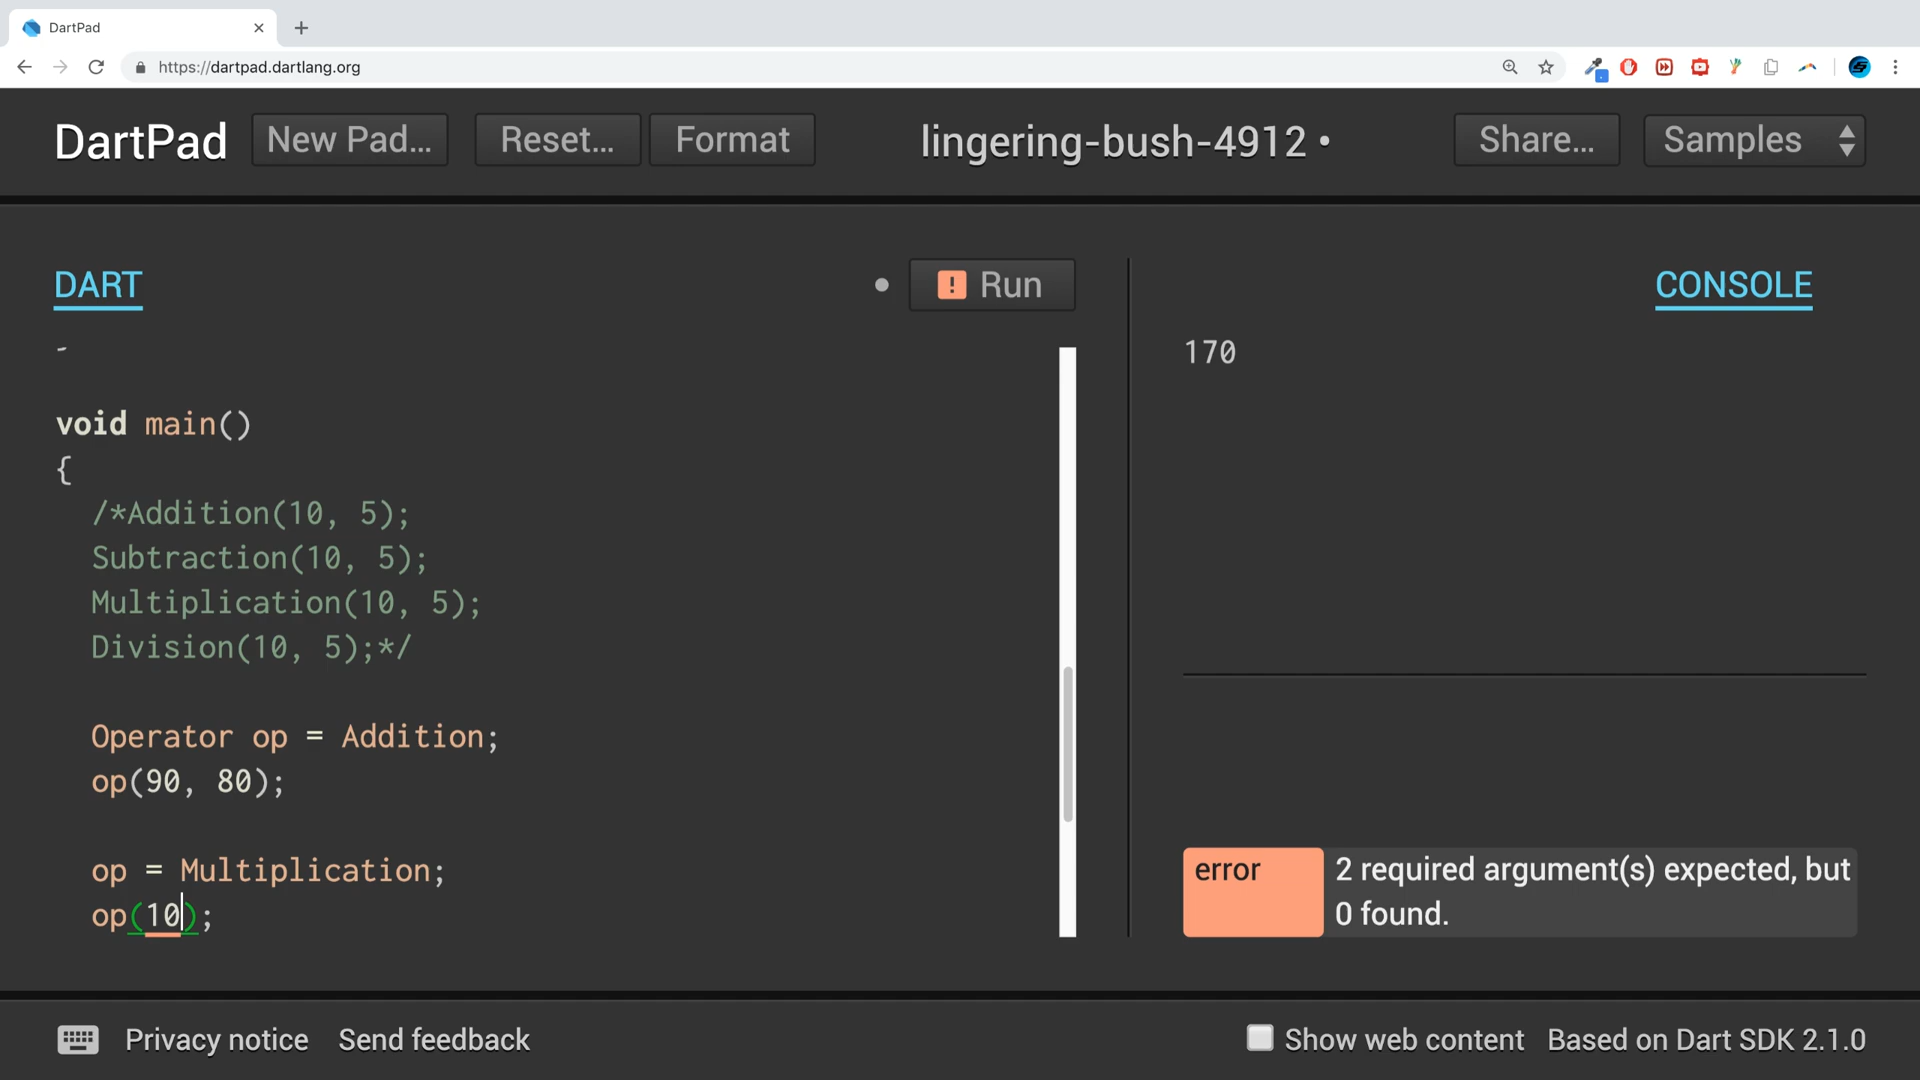 DartPad
https://dartpad.dartlang.org
DartPad
New Pad...
Reset...
Format
lingering-bush-4912 •
Share...
Samples
DART
! Run
CONSOLE
void main()
{
/*Addition(10, 5);
Subtraction(10, 5);
Multiplication(10, 5);
Division(10, 5);*/
Operator op = Addition;
op(90, 80);
op = Multiplication;
op(10);
170
error
2 required argument(s) expected, but
0 found.
Privacy notice
Send feedback
Show web content
Based on Dart SDK 2.1.0